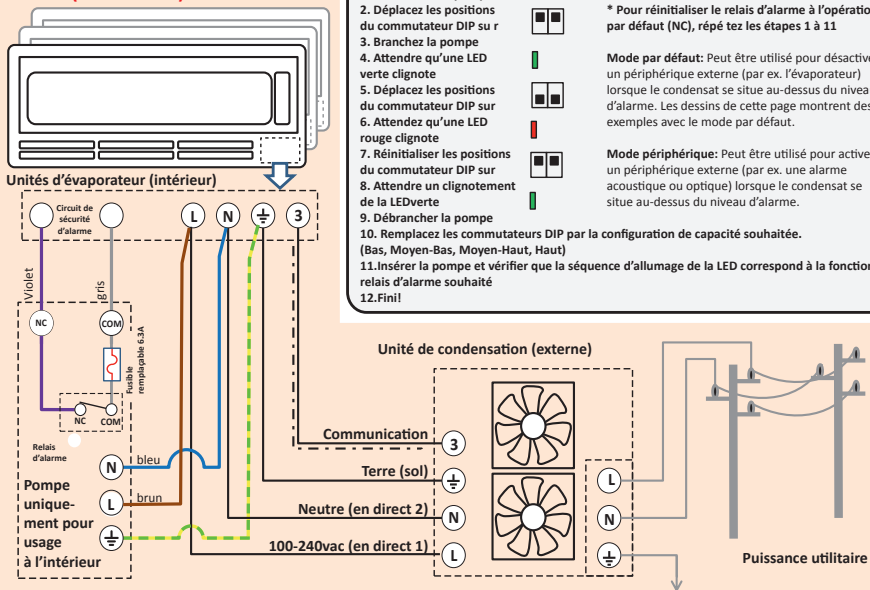 2. Déplacez les positions
du commutateur DIP su r
3. Branchez la pompe
4. Attendre qu'une LED
verte clignote
5. Déplacez les positions
du commutateur DIP sur
6. Attendez qu'une LED
rouge clignote
7. Réinitialiser les positions
du commutateur DIP sur
8. Attendre un clignotement
de la LEDverte
9. Débrancher la pompe
10. Remplacez les commutateurs DIP par la configuration de capacité souhaitée.
(Bas, Moyen-Bas, Moyen-Haut, Haut)
11.Insérer la pompe et vérifier que la séquence d'allumage de la LED correspond à la fonction
relais d'alarme souhaité
12.Fini!
* Pour réinitialiser le relais d'alarme à l'opératio
par défaut (NC), répé tez les étapes 1 à 11
Mode par défaut: Peut être utilisé pour désactive
un périphérique externe (par ex. l'évaporateur)
lorsque le condensat se situe au-dessus du nivea
d'alarme. Les dessins de cette page montrent des
exemples avec le mode par défaut.
Mode périphérique: Peut être utilisé pour active
un périphérique externe (par ex. une alarme
acoustique ou optique) lorsque le condensat se
situe au-dessus du niveau d'alarme.
Unités d'évaporateur (intérieur)
Circuit de
sécurité
d'alarme
L
N
3
Violet
gris
NC
COM
Fusible
remplaçable 6.3A
NC
COM
Relais
d'alarme
N
bleu
L
brun
Pompe
unique-
ment pour
usage
à l'intérieur
Unité de condensation (externe)
Communication
3
Terre (sol)
Neutre (en direct 2)
N
100-240vac (en direct 1)
L
L
N
Puissance utilitaire